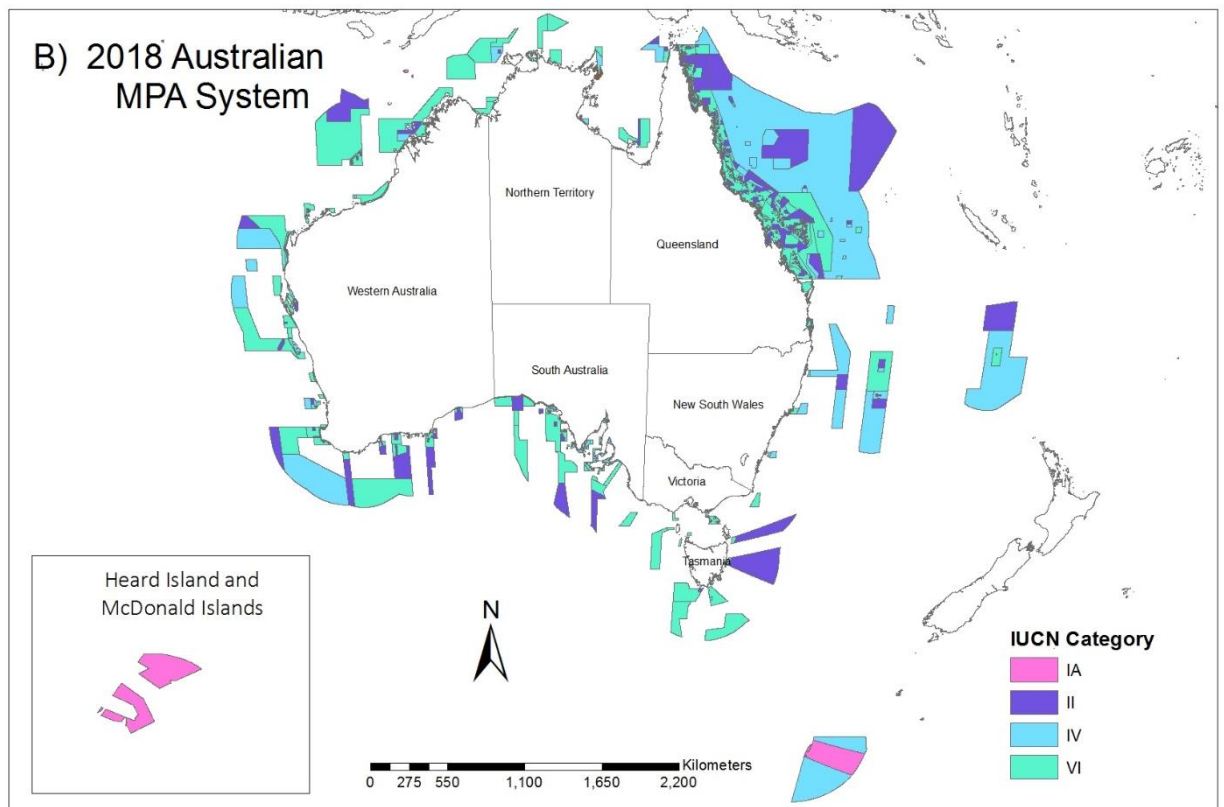 B) 2018 Australian
MPA System
Northern Territory
Queensland
Western Australia
South Australia
New South Wales
Victoria
Tasmania
Heard Island and
McDonald Islands
N
IUCN Category
IA
II
IV
VI
Kilometers
0 275 550 1,100 1,650 2,200